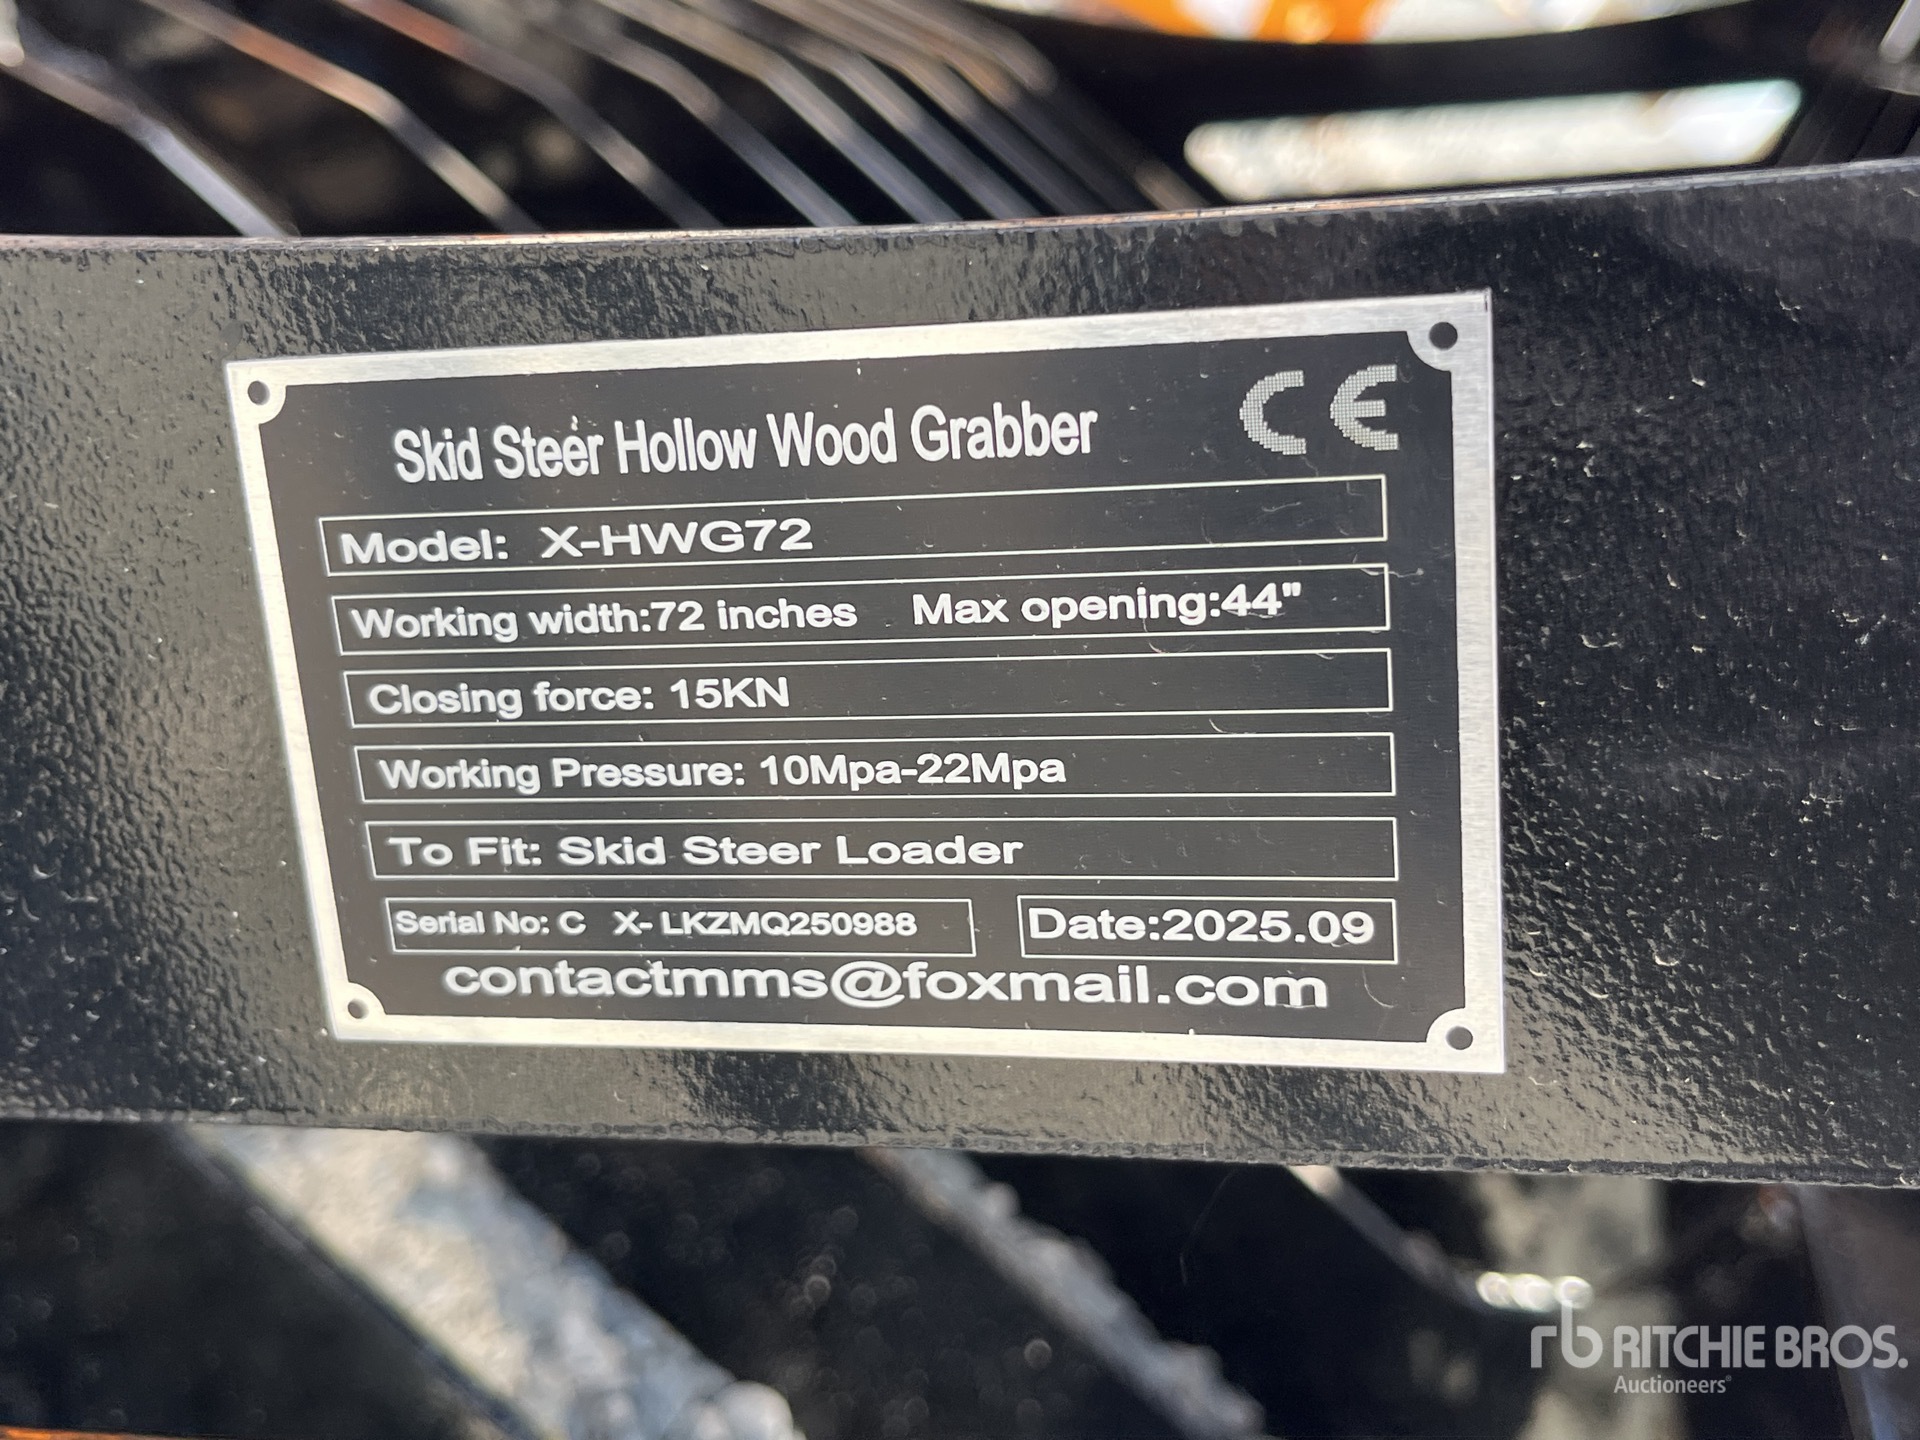 CE
Skid Steer Hollow Wood Grabber
Model: X-HWG72
Working width:72 inches Max opening:44"
Closing force: 15KN
Working Pressure: 10Mpa-22Mpa
To Fit: Skid Steer Loader
Serial No: C X- LKZMQ250988 Date:2025.09
contactmms@foxmail.com
rb RITCHIE BROS.
Auctioneers®